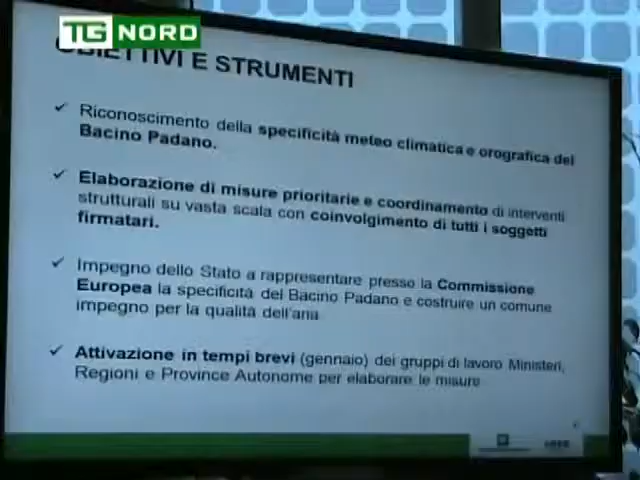 TG NORD
OBIETTIVI E STRUMENTI
✓ Riconoscimento della specificità meteo climatica e orografica del
Bacino Padano.
✓ Elaborazione di misure prioritarie e coordinamento di interventi
strutturali su vasta scala con coinvolgimento di tutti i soggetti
firmatari.
✓ Impegno dello Stato a rappresentare presso la Commissione
Europea la specificità del Bacino Padano e costruire un comune
impegno per la qualità dell'aria
✓ Attivazione in tempi brevi (gennaio) dei gruppi di lavoro Ministeri,
Regioni e Province Autonome per elaborare le misure